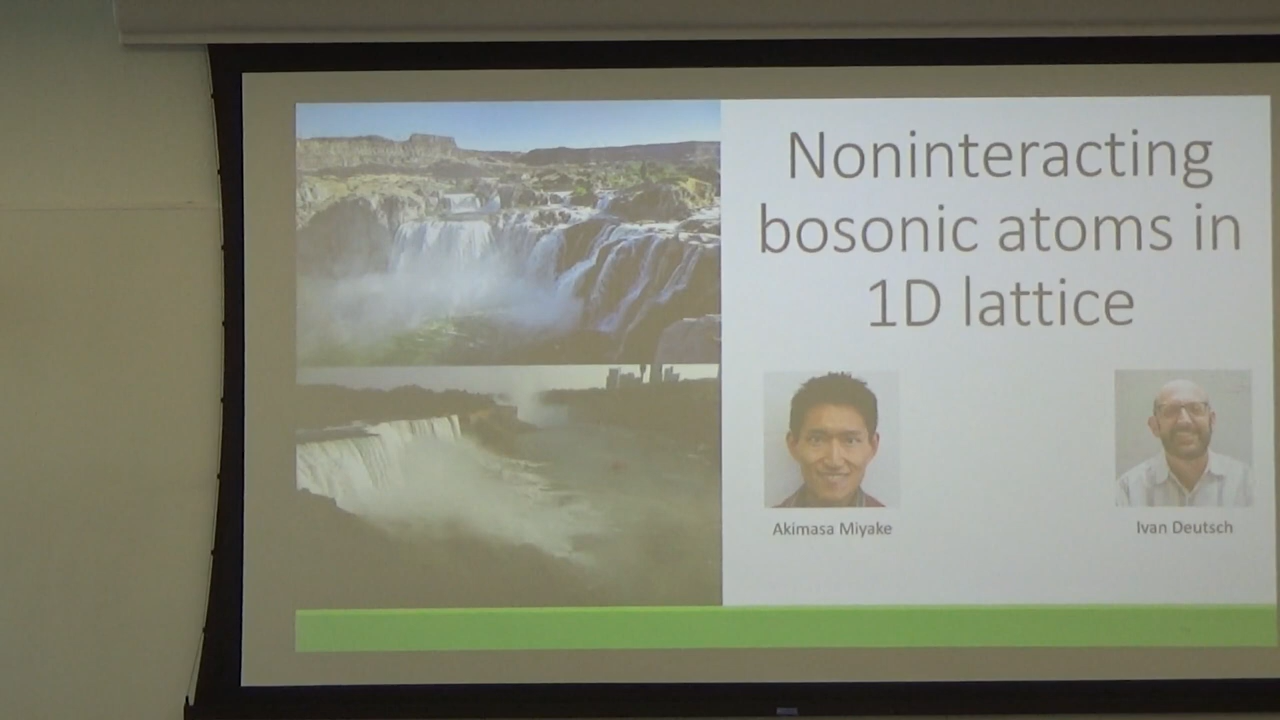 Noninteracting
bosonic atoms in
1D lattice
Akimasa Miyake
Ivan Deutsch